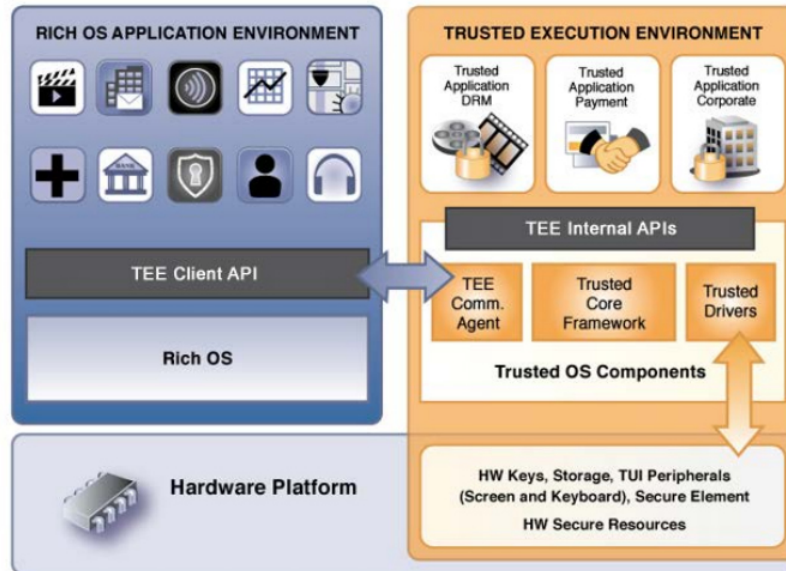 RICH OS APPLICATION ENVIRONMENT
BANK
TEE Client API
Rich OS
TRUSTED EXECUTION ENVIRONMENT
Trusted
Application
DRM
Trusted
Application
Payment
Trusted
Application
Corporate
TEE Internal APIs
TEE
Comm.
Agent
Trusted
Core
Framework
Trusted
Drivers
Trusted OS Components
Hardware Platform
HW Keys, Storage, TUI Peripherals
(Screen and Keyboard), Secure Element
HW Secure Resources